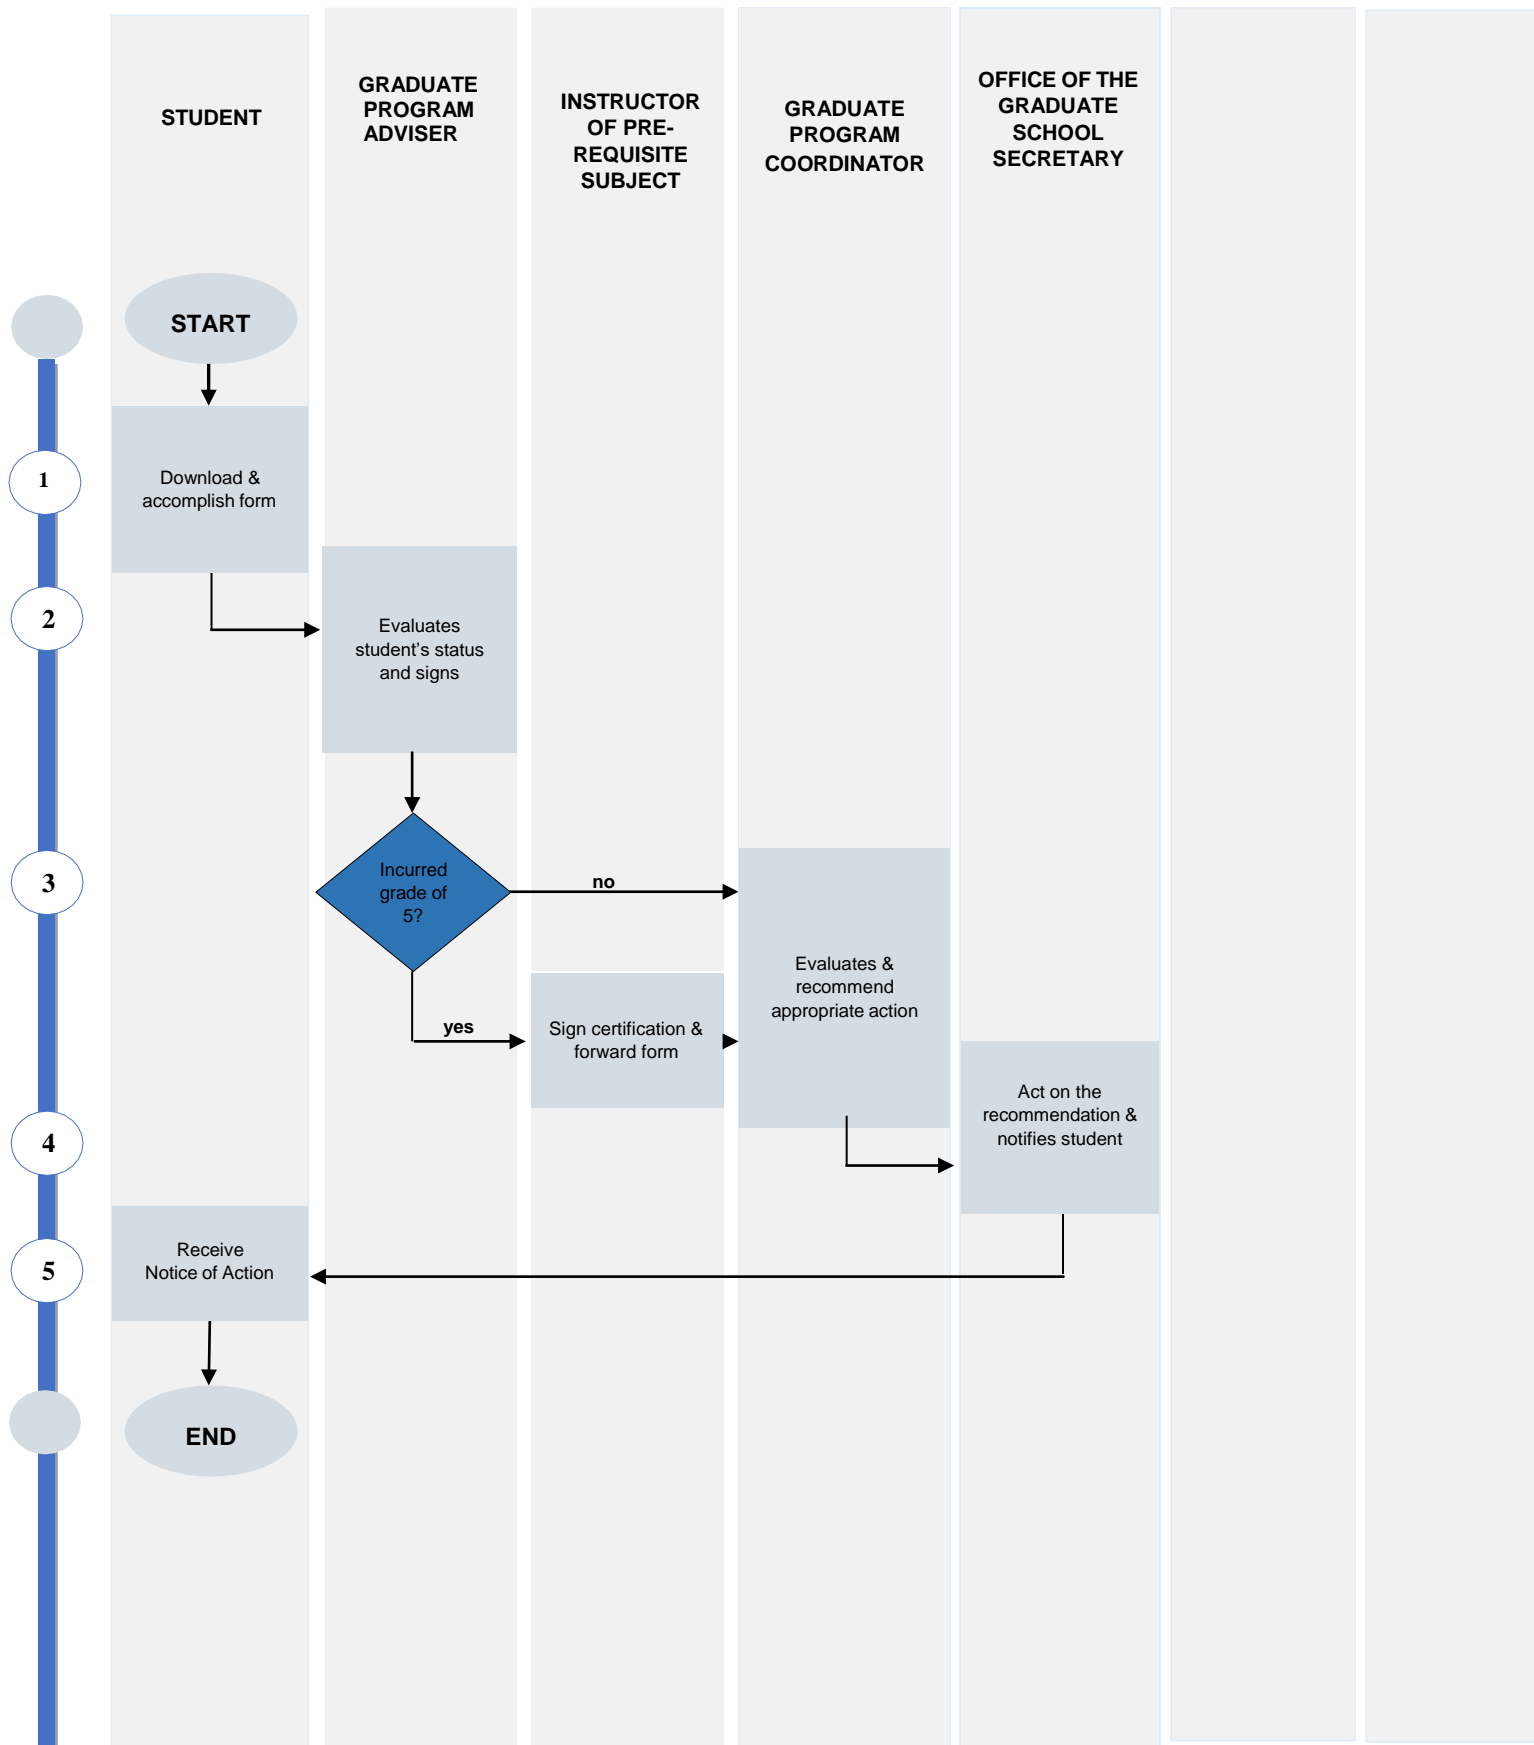 STUDENT
GRADUATE
PROGRAM
ADVISER
INSTRUCTOR
OF PRE-
REQUISITE
SUBJECT
GRADUATE
PROGRAM
COORDINATOR
OFFICE OF THE
GRADUATE
SCHOOL
SECRETARY
START
1
Download &
accomplish form
2
Evaluates
student’s status
and signs
3
Incurred
grade of
5?
no
yes
Sign certification &
forward form
Evaluates &
recommend
appropriate action
4
Act on the
recommendation &
notifies student
5
Receive
Notice of Action
END